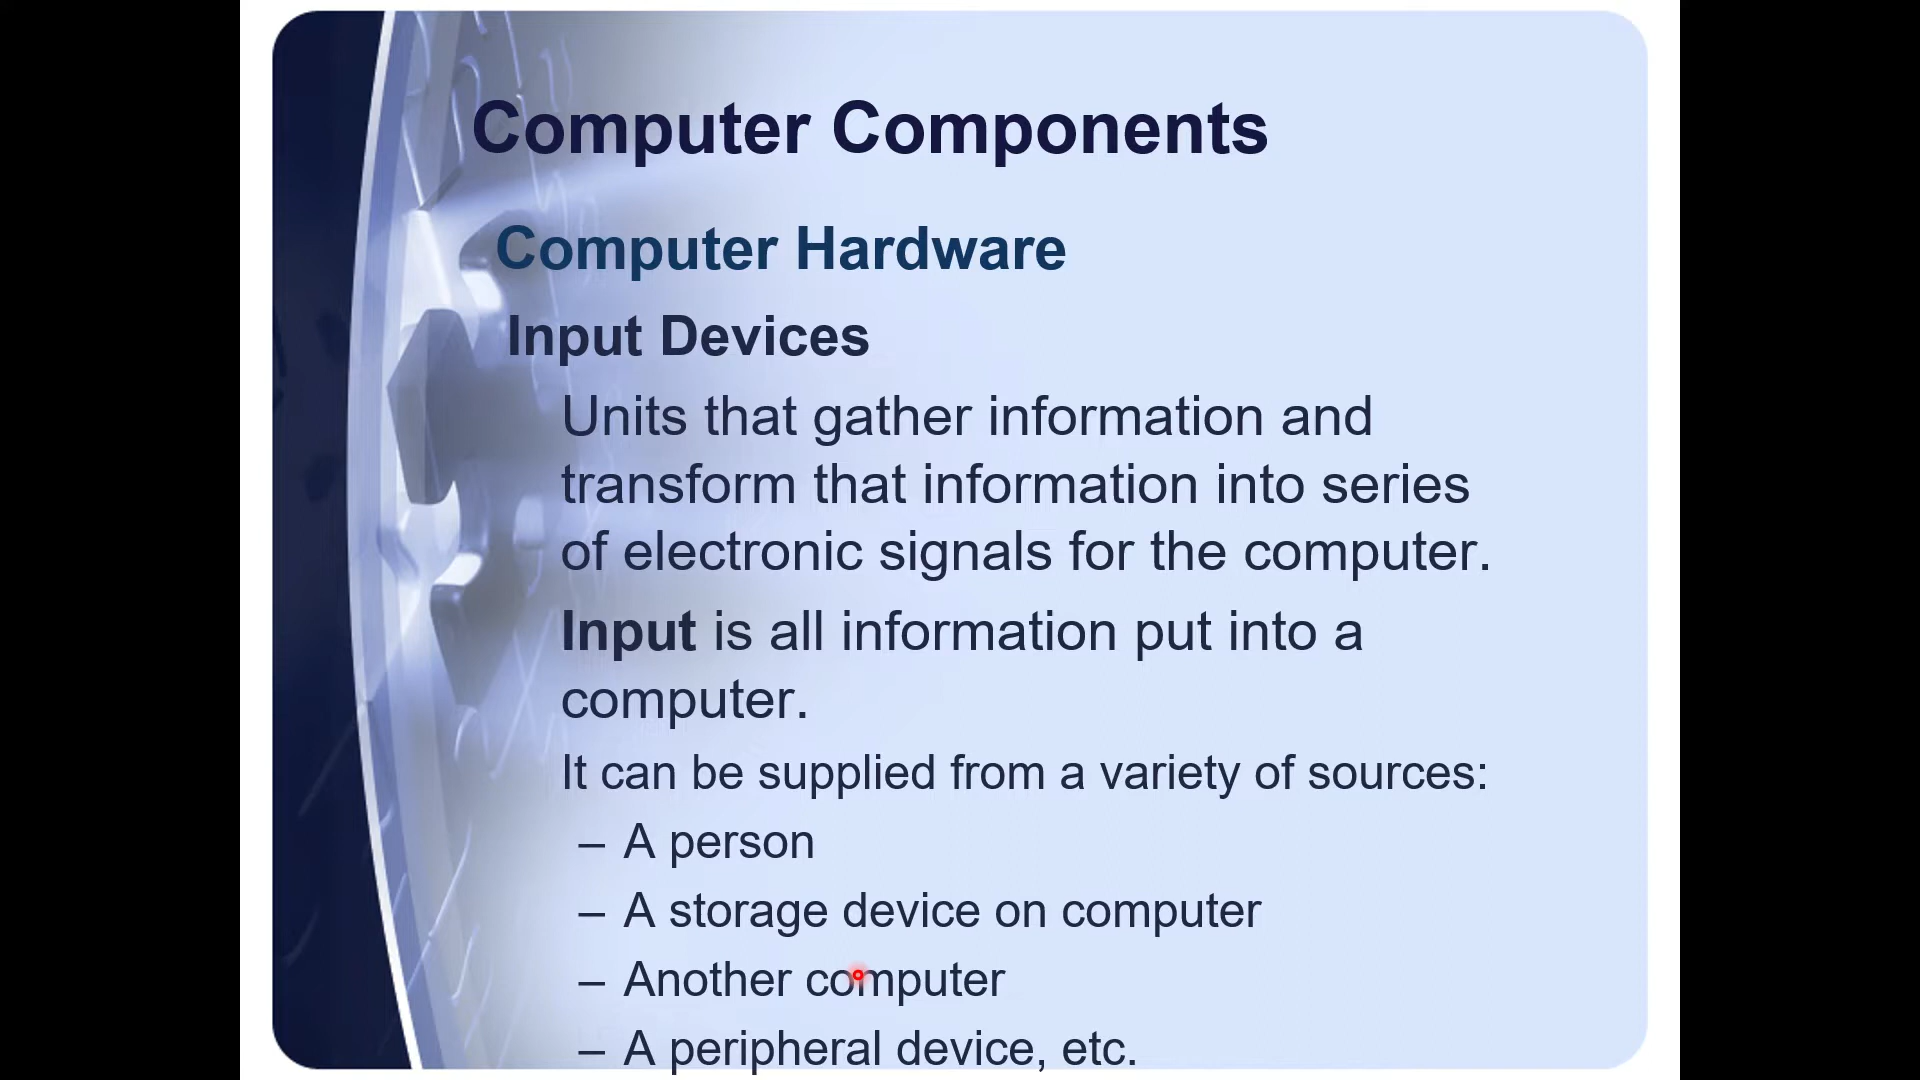 Computer Components
Computer Hardware
Input Devices
Units that gather information and
transform that information into series
of electronic signals for the computer.
Input is all information put into a
computer.
It can be supplied from a variety of sources:
– A person
– A storage device on computer
– Another computer
– A peripheral device, etc.